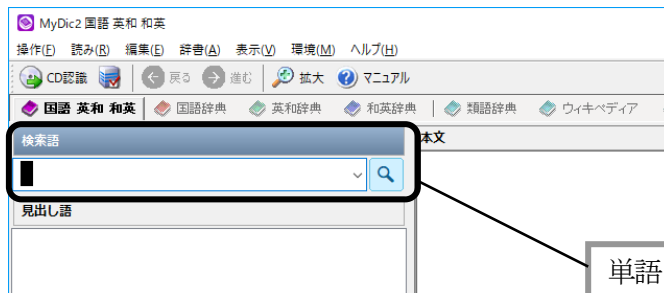 MyDic2 国語 英和 和英
操作(F) 読み(R) 編集(E) 辞書(A) 表示(V) 環境(M) ヘルプ(H)
CD認識 戻る 進む 拡大 マニュアル
国語 英和 和英 国語辞典 英和辞典 和英辞典 類語辞典 ウィキペディア
検索語 本文
見出し語
単語